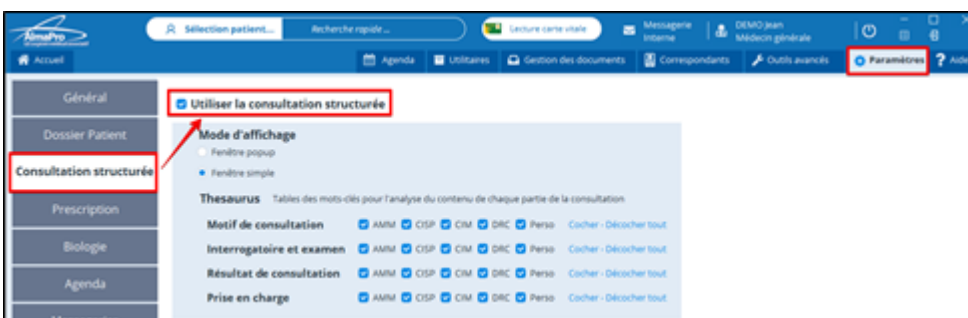 AlmaPro
Sélection patient... Recherche rapide... Lecture carte vitale Messagerie Interne DEMO Jean Médecin générale
Accueil Agenda Utilitaires Gestion des documents Correspondants Outils avancés Paramètres ? Aide
Général
Utiliser la consultation structurée
Dossier Patient
Mode d'affichage
Fenêtre popup
Consultation structurée
Fenêtre simple
Thesaurus Tables des mots-clés pour l'analyse du contenu de chaque partie de la consultation
Prescription
Motif de consultation AMM CISP CIM DRC Perso Cocher - Décocher tout
Biologie
Interrogatoire et examen AMM CISP CIM DRC Perso Cocher - Décocher tout
Résultat de consultation AMM CISP CIM DRC Perso Cocher - Décocher tout
Agenda
Prise en charge AMM CISP CIM DRC Perso Cocher - Décocher tout